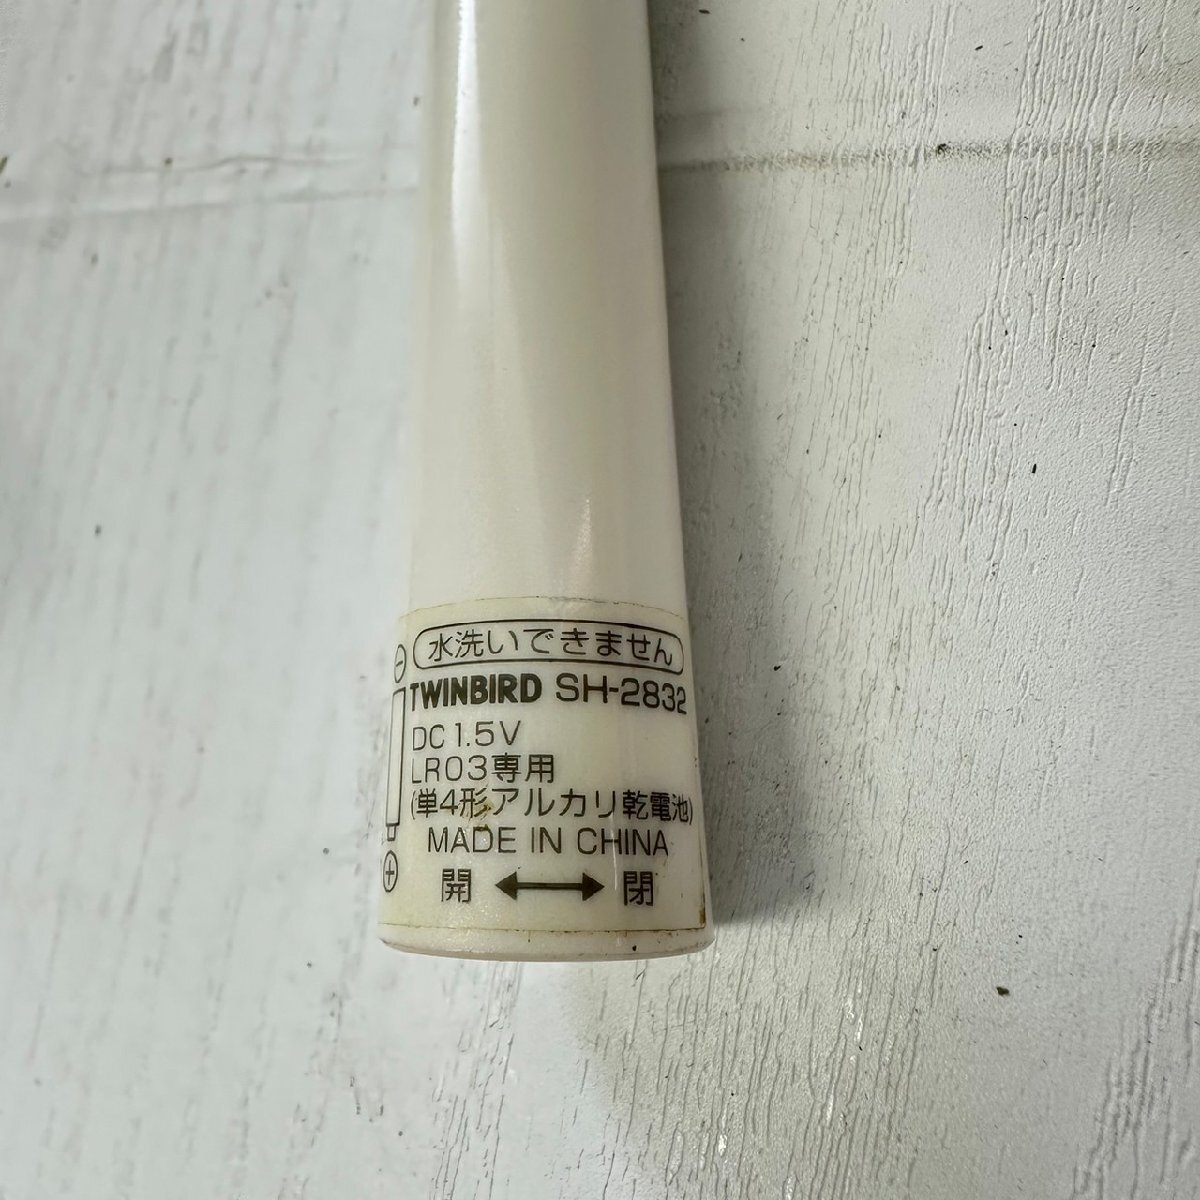 水洗いできません
TWINBIRD SH-2832
DC 1.5V
LR03専用
(単4形アルカリ乾電池)
MADE IN CHINA
開 ↔ 閉
⊖
⊕